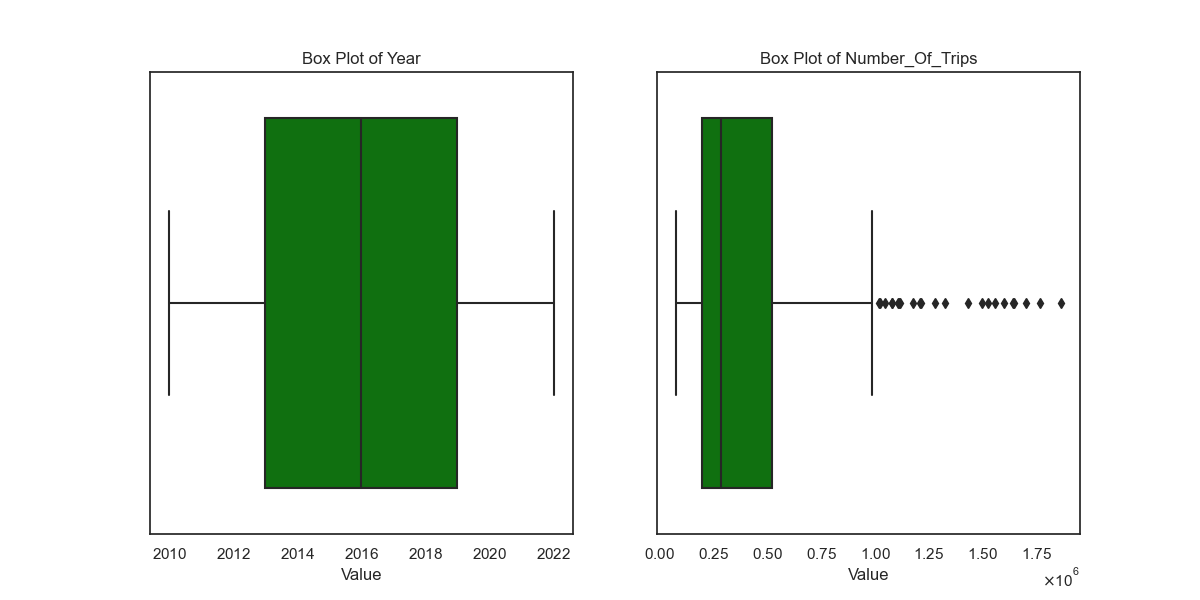 Box Plot of Year
2010 2012 2014 2016 2018 2020 2022
Value
Box Plot of Number_Of_Trips
0.00 0.25 0.50 0.75 1.00 1.25 1.50 1.75
Value
×10⁶